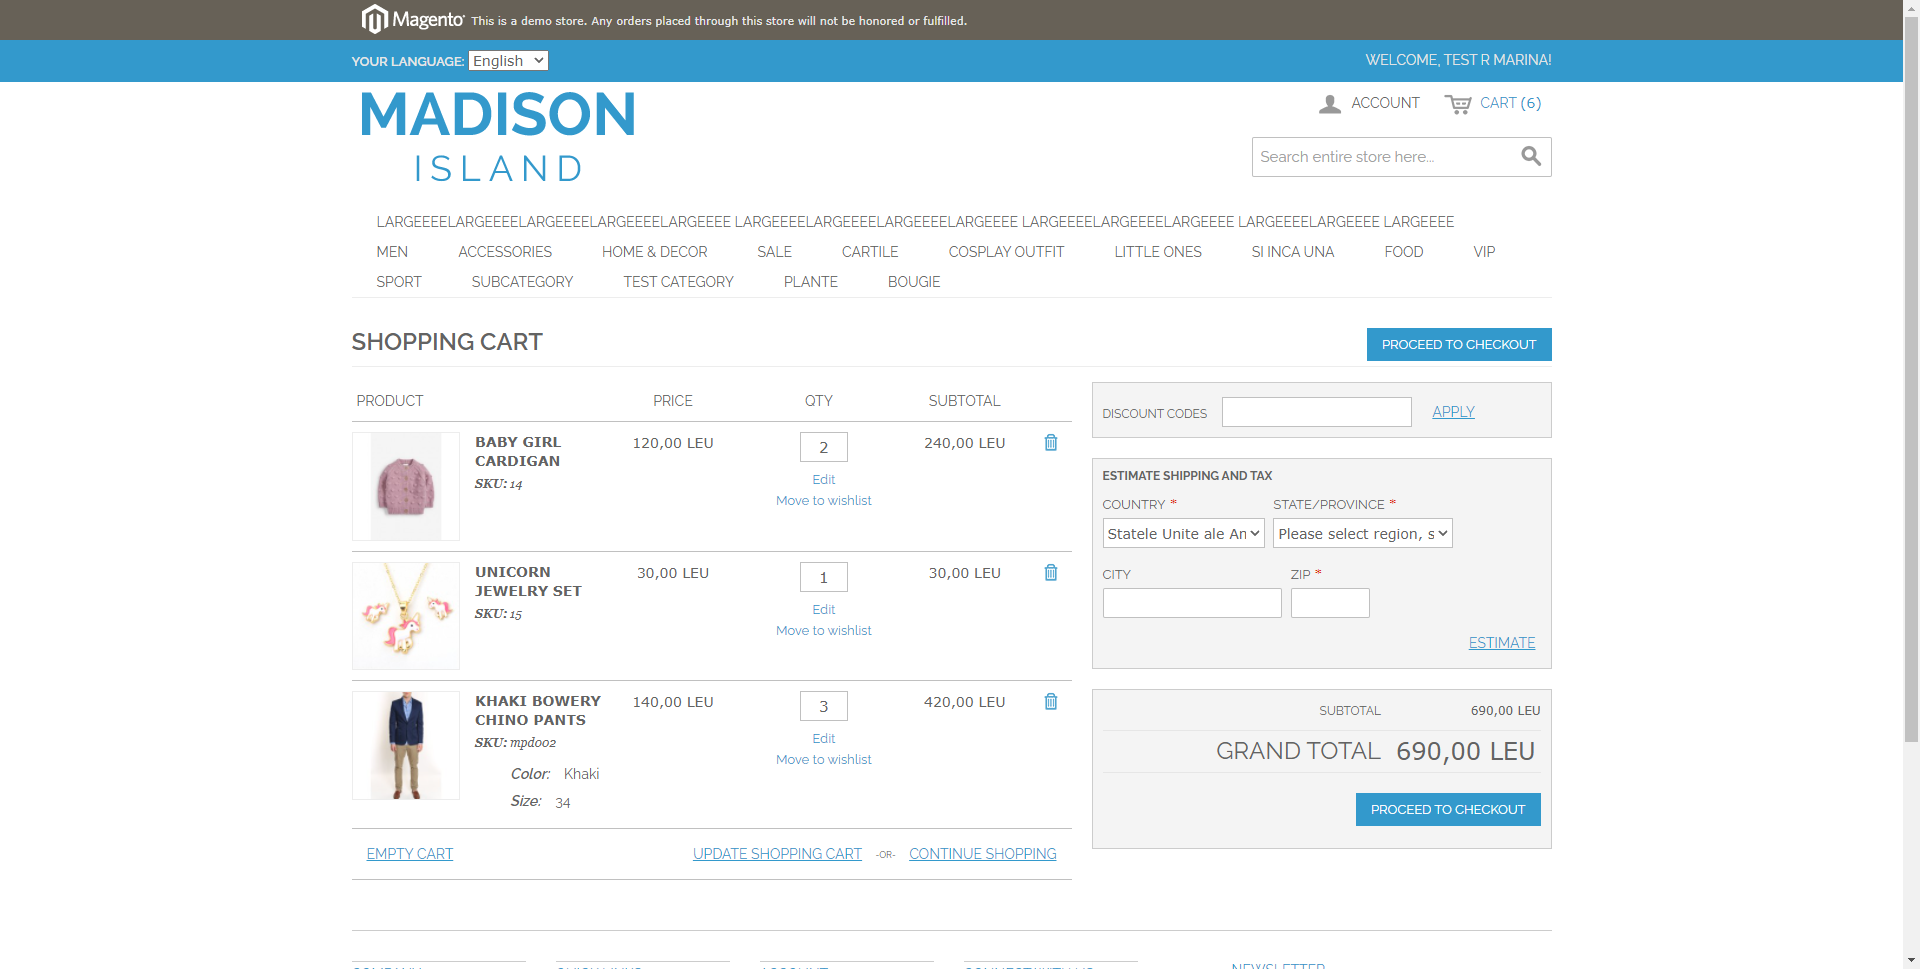 Magento This is a demo store. Any orders placed through this store will not be honored or fulfilled.
YOUR LANGUAGE: English WELCOME, TEST R MARINA!
MADISON
ISLAND
ACCOUNT CART (6)
Search entire store here...
LARGEEEELARGEEEELARGEEEELARGEEEELARGEEEE LARGEEEELARGEEEELARGEEEELARGEEEE LARGEEEELARGEEEELARGEEEE LARGEEEELARGEEEE LARGEEEE
MEN ACCESSORIES HOME & DECOR SALE CARTILE COSPLAY OUTFIT LITTLE ONES SI INCA UNA FOOD VIP
SPORT SUBCATEGORY TEST CATEGORY PLANTE BOUGIE
SHOPPING CART
PROCEED TO CHECKOUT
PRODUCT PRICE QTY SUBTOTAL
BABY GIRL CARDIGAN 120,00 LEU 2 240,00 LEU
SKU: 14
Edit
Move to wishlist
UNICORN JEWELRY SET 30,00 LEU 1 30,00 LEU
SKU: 15
Edit
Move to wishlist
KHAKI BOWERY CHINO PANTS 140,00 LEU 3 420,00 LEU
SKU: mpd002
Edit
Move to wishlist
Color: Khaki
Size: 34
EMPTY CART UPDATE SHOPPING CART -OR- CONTINUE SHOPPING
DISCOUNT CODES APPLY
ESTIMATE SHIPPING AND TAX
COUNTRY * STATE/PROVINCE *
Statele Unite ale Am Please select region, s
CITY ZIP *
ESTIMATE
SUBTOTAL 690,00 LEU
GRAND TOTAL 690,00 LEU
PROCEED TO CHECKOUT
NEWSLETTER